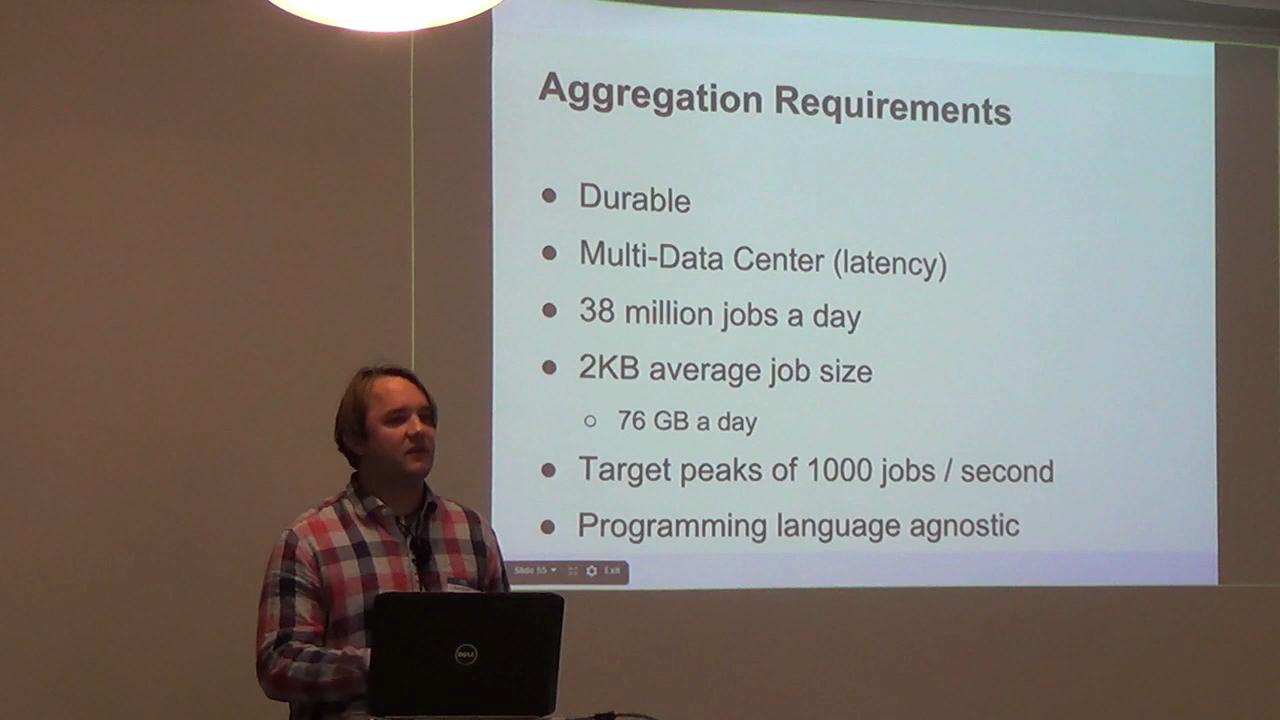 Aggregation Requirements
● Durable
● Multi-Data Center (latency)
● 38 million jobs a day
● 2KB average job size
○ 76 GB a day
● Target peaks of 1000 jobs / second
● Programming language agnostic
Slide 55 Exit
DELL